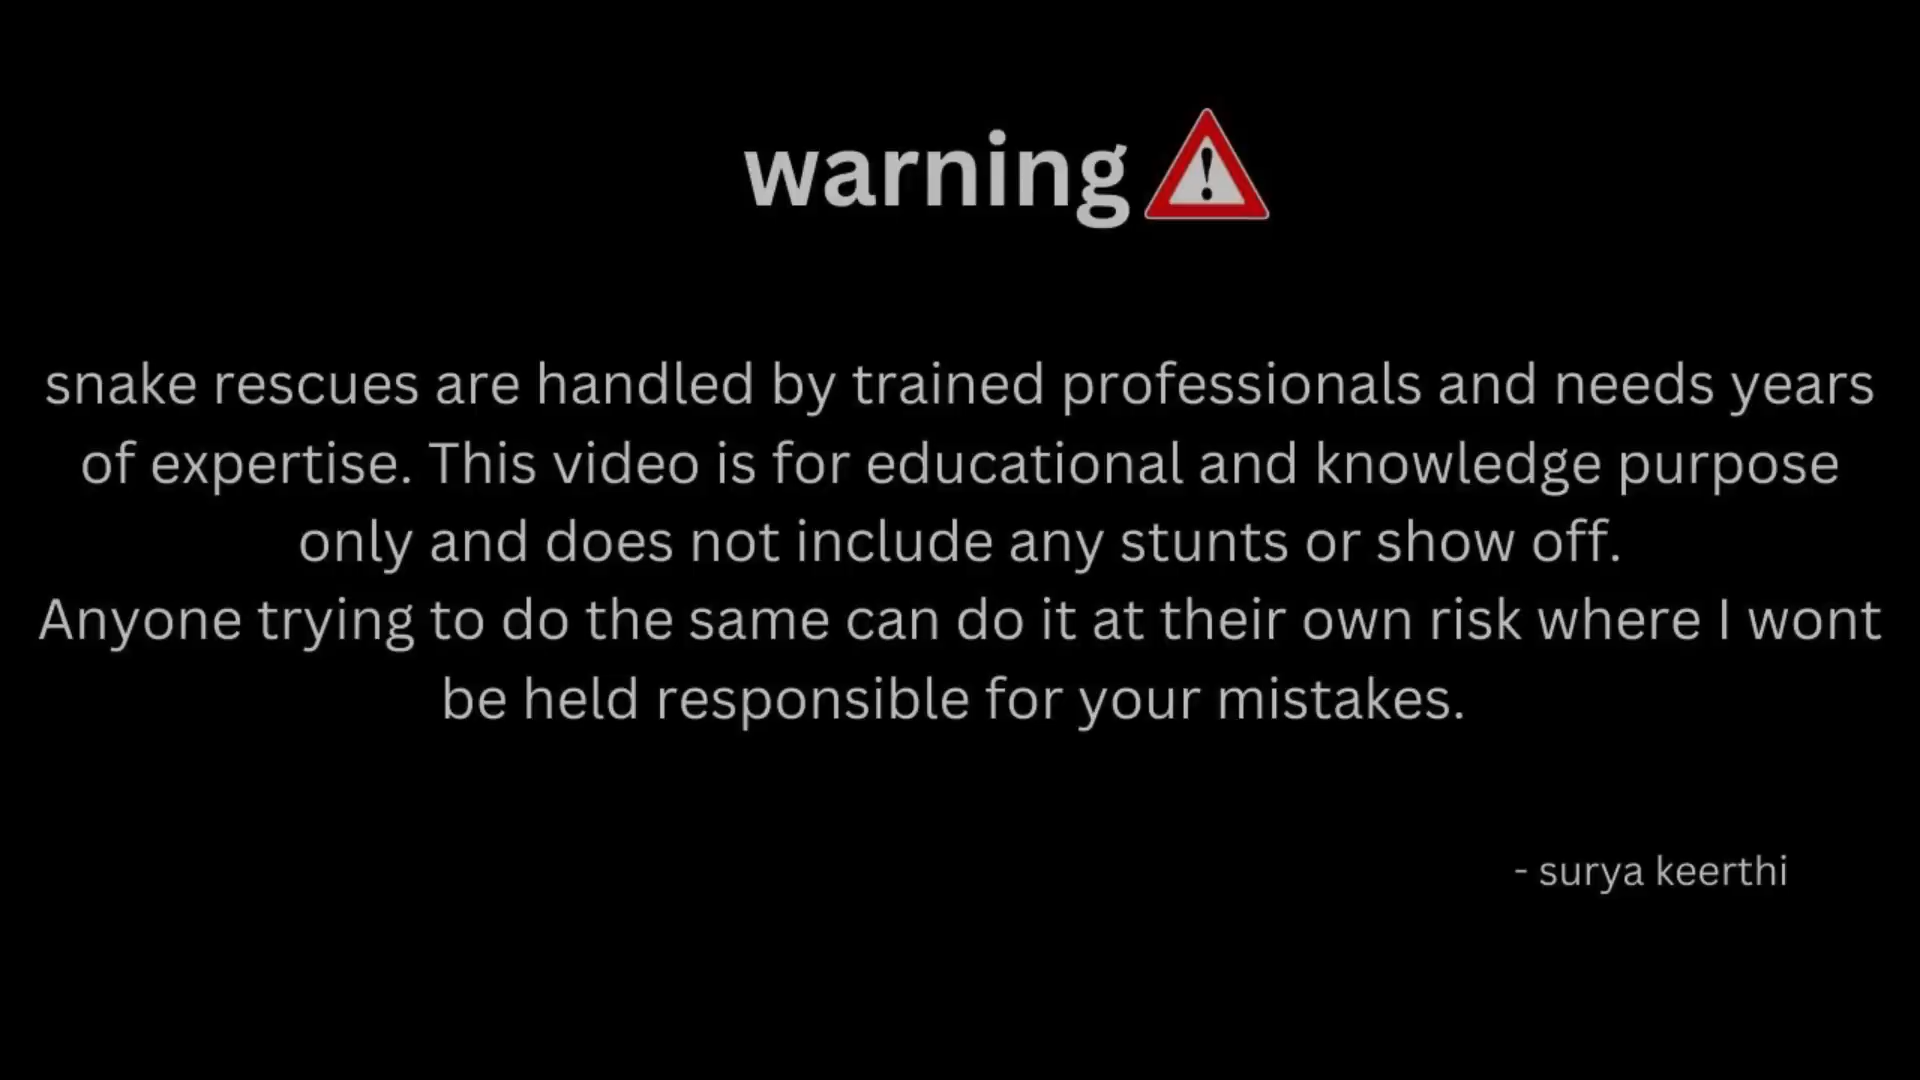 warning
snake rescues are handled by trained professionals and needs years
of expertise. This video is for educational and knowledge purpose
only and does not include any stunts or show off.
Anyone trying to do the same can do it at their own risk where I wont
be held responsible for your mistakes.
- surya keerthi